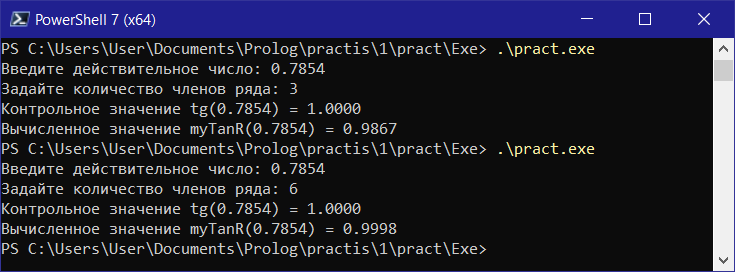 PowerShell 7 (x64)
PS C:\Users\User\Documents\Prolog\practis\1\pract\Exe> .\pract.exe
Введите действительное число: 0.7854
Задайте количество членов ряда: 3
Контрольное значение tg(0.7854) = 1.0000
Вычисленное значение myTanR(0.7854) = 0.9867
PS C:\Users\User\Documents\Prolog\practis\1\pract\Exe> .\pract.exe
Введите действительное число: 0.7854
Задайте количество членов ряда: 6
Контрольное значение tg(0.7854) = 1.0000
Вычисленное значение myTanR(0.7854) = 0.9998
PS C:\Users\User\Documents\Prolog\practis\1\pract\Exe>